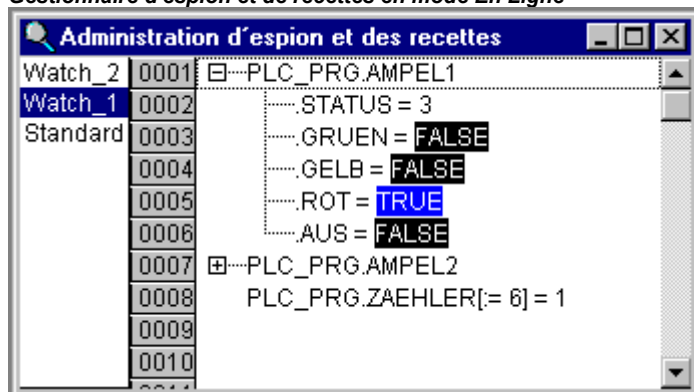 Gestionnaire d'espion et de recettes en mode En Ligne
Admininistration d´espion et des recettes
Watch_2 0001 PLC_PRG.AMPEL1
Watch_1 0002 .STATUS = 3
Standard 0003 .GRUEN = FALSE
0004 .GELB = FALSE
0005 .ROT = TRUE
0006 .AUS = FALSE
0007 PLC_PRG.AMPEL2
0008 PLC_PRG.ZAEHLER[:= 6] = 1
0009
0010
0011